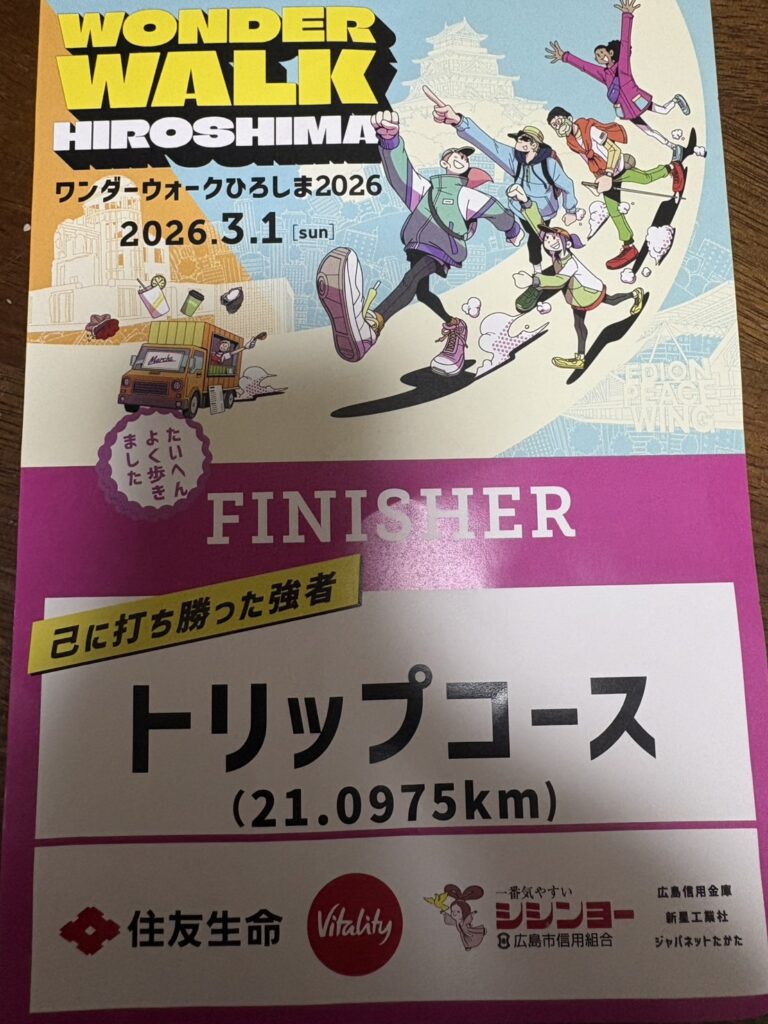 WONDER
WALK
HIROSHIMA
ワンダーウォークひろしま2026
2026.3.1 [sun]
Marche
EDION
PEACE
WING
たいへん
よく歩き
ました
FINISHER
己に打ち勝った強者
トリップコース
(21.0975km)
住友生命
Vitality
一番気やすい
シシンヨー
広島市信用組合
広島信用金庫
新星工業社
ジャパネットたかた